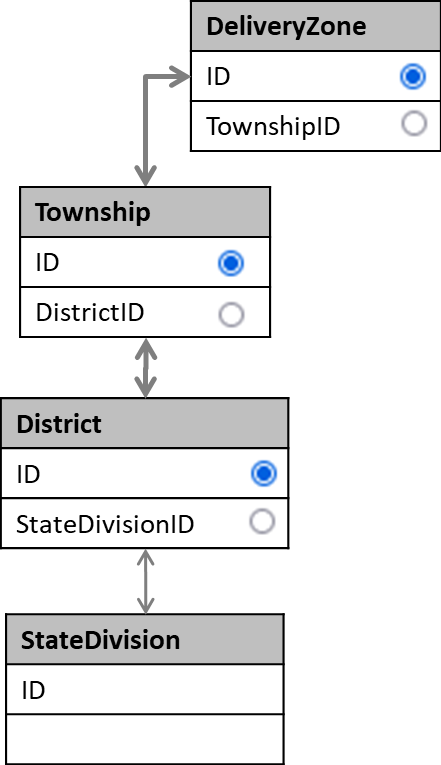 DeliveryZone
ID
TownshipID
Township
ID
DistrictID
District
ID
StateDivisionID
StateDivision
ID